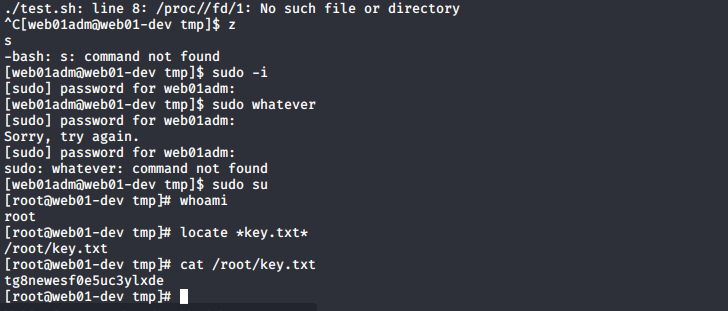 ./test.sh: line 8: /proc//fd/1: No such file or directory
^C[web01adm@web01-dev tmp]$ z
s
-bash: s: command not found
[web01adm@web01-dev tmp]$ sudo -i
[sudo] password for web01adm:
[web01adm@web01-dev tmp]$ sudo whatever
[sudo] password for web01adm:
Sorry, try again.
[sudo] password for web01adm:
sudo: whatever: command not found
[web01adm@web01-dev tmp]$ sudo su
[root@web01-dev tmp]# whoami
root
[root@web01-dev tmp]# locate *key.txt*
/root/key.txt
[root@web01-dev tmp]# cat /root/key.txt
tg8newesf0e5uc3ylxde
[root@web01-dev tmp]#